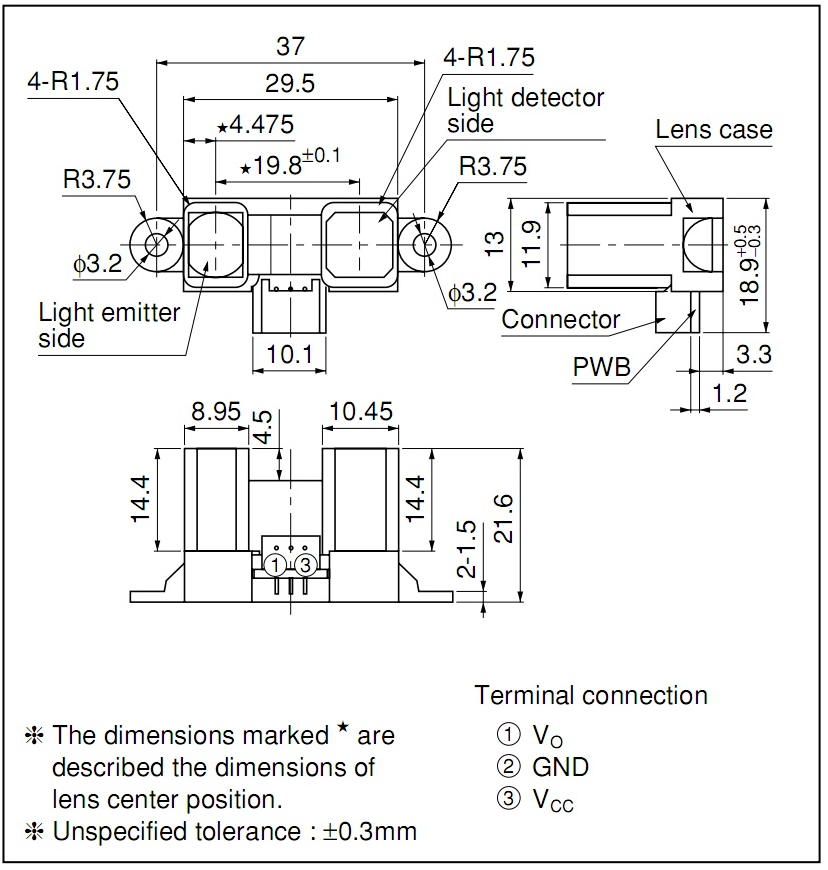 37
4-R1.75
4-R1.75
29.5
Light detector
side
★4.475
Lens case
★19.8±0.1
R3.75
R3.75
13
11.9
18.9+0.5
−0.3
φ3.2
φ3.2
Light emitter
side
Connector
10.1
PWB
3.3
1.2
8.95
4.5
10.45
14.4
14.4
21.6
2-1.5
① ③
Terminal connection
❈ The dimensions marked ★ are
described the dimensions of
lens center position.
❈ Unspecified tolerance : ±0.3mm
① VO
② GND
③ VCC